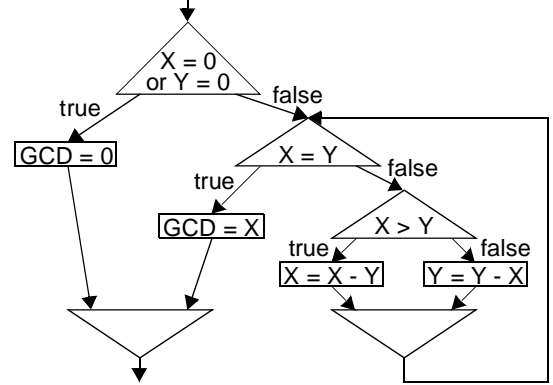 X = 0
or Y = 0
true
false
GCD = 0
X = Y
true
false
GCD = X
X > Y
true
false
X = X - Y
Y = Y - X